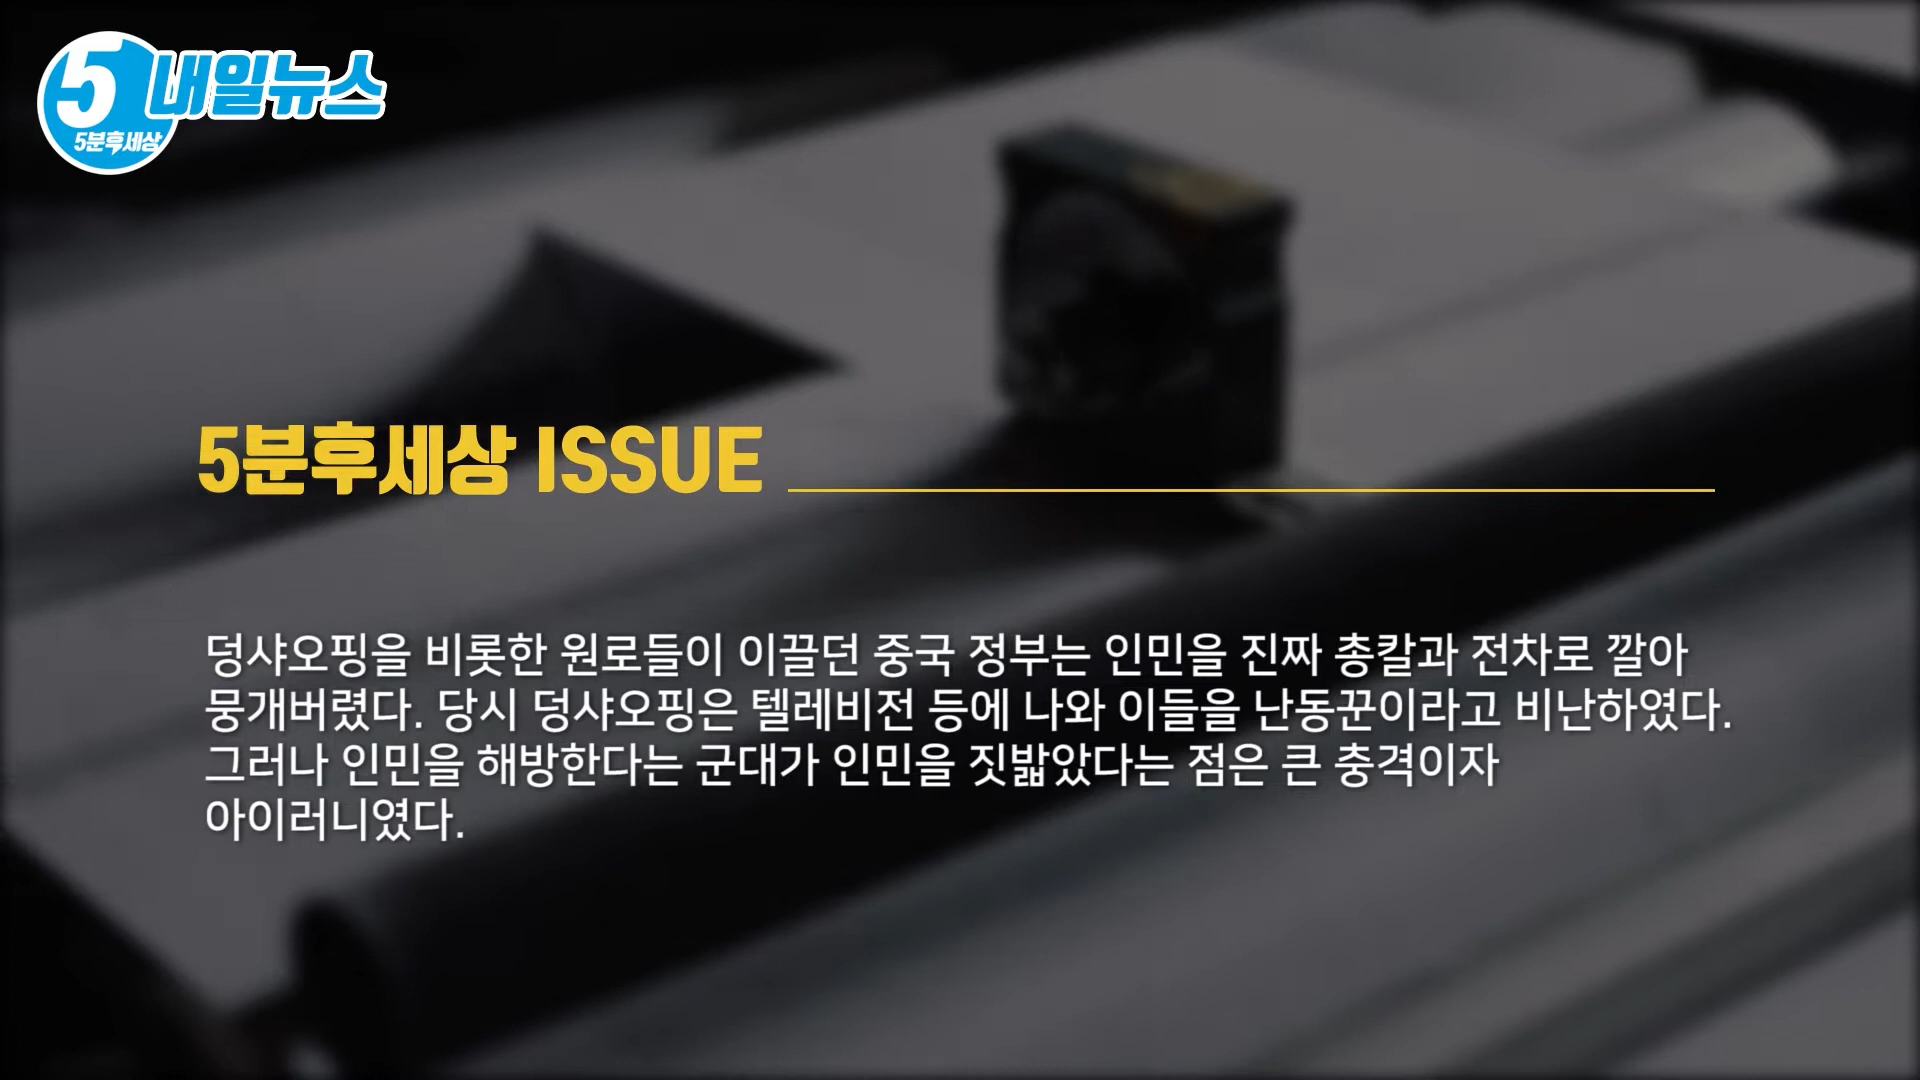 5 내일뉴스
5분후세상
5분후세상 ISSUE
덩샤오핑을 비롯한 원로들이 이끌던 중국 정부는 인민을 진짜 총칼과 전차로 깔아
뭉개버렸다. 당시 덩샤오핑은 텔레비전 등에 나와 이들을 난동꾼이라고 비난하였다.
그러나 인민을 해방한다는 군대가 인민을 짓밟았다는 점은 큰 충격이자
아이러니였다.